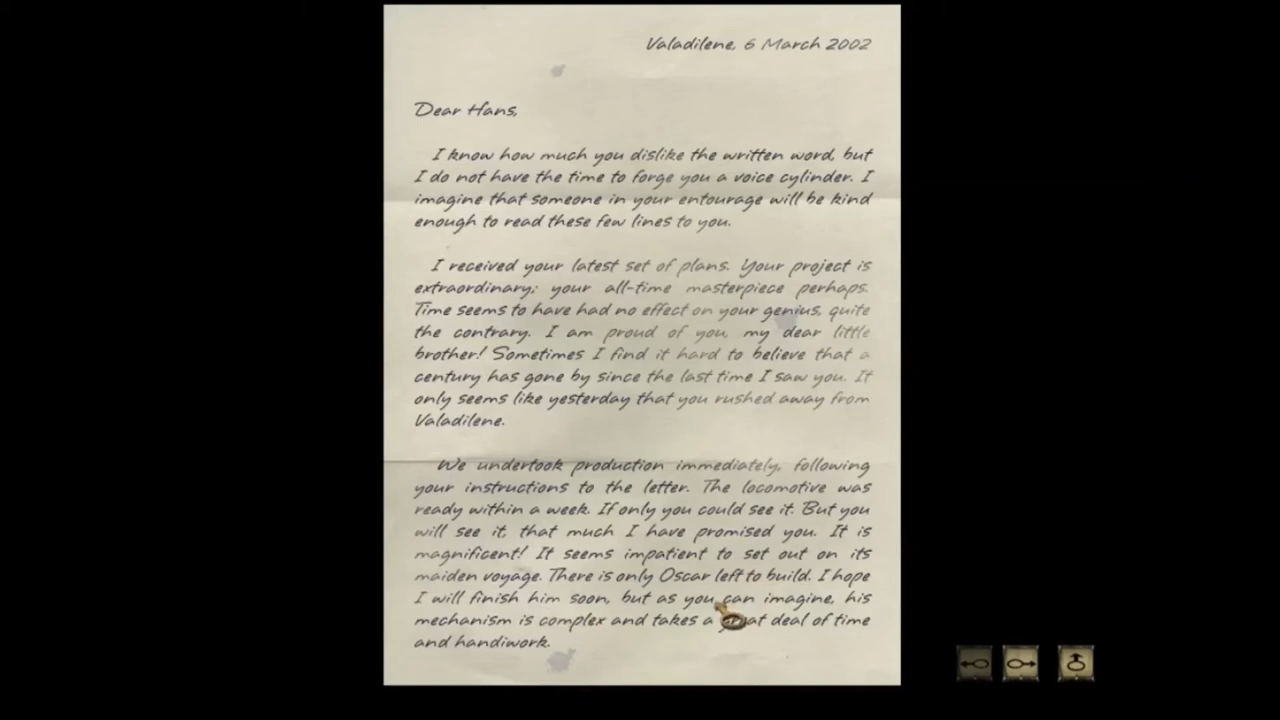 Valadilene, 6 March 2002
Dear Hans,
I know how much you dislike the written word, but
I do not have the time to forge you a voice cylinder. I
imagine that someone in your entourage will be kind
enough to read these few lines to you.
I received your latest set of plans. Your project is
extraordinary; your all-time masterpiece perhaps.
Time seems to have had no effect on your genius, quite
the contrary. I am proud of you, my dear little
brother! Sometimes I find it hard to believe that a
century has gone by since the last time I saw you. It
only seems like yesterday that you rushed away from
Valadilene.
We undertook production immediately, following
your instructions to the letter. The locomotive was
ready within a week. If only you could see it. But you
will see it, that much I have promised you. It is
magnificent! It seems impatient to set out on its
maiden voyage. There is only Oscar left to build. I hope
I will finish him soon, but as you can imagine, his
mechanism is complex and takes a great deal of time
and handiwork.